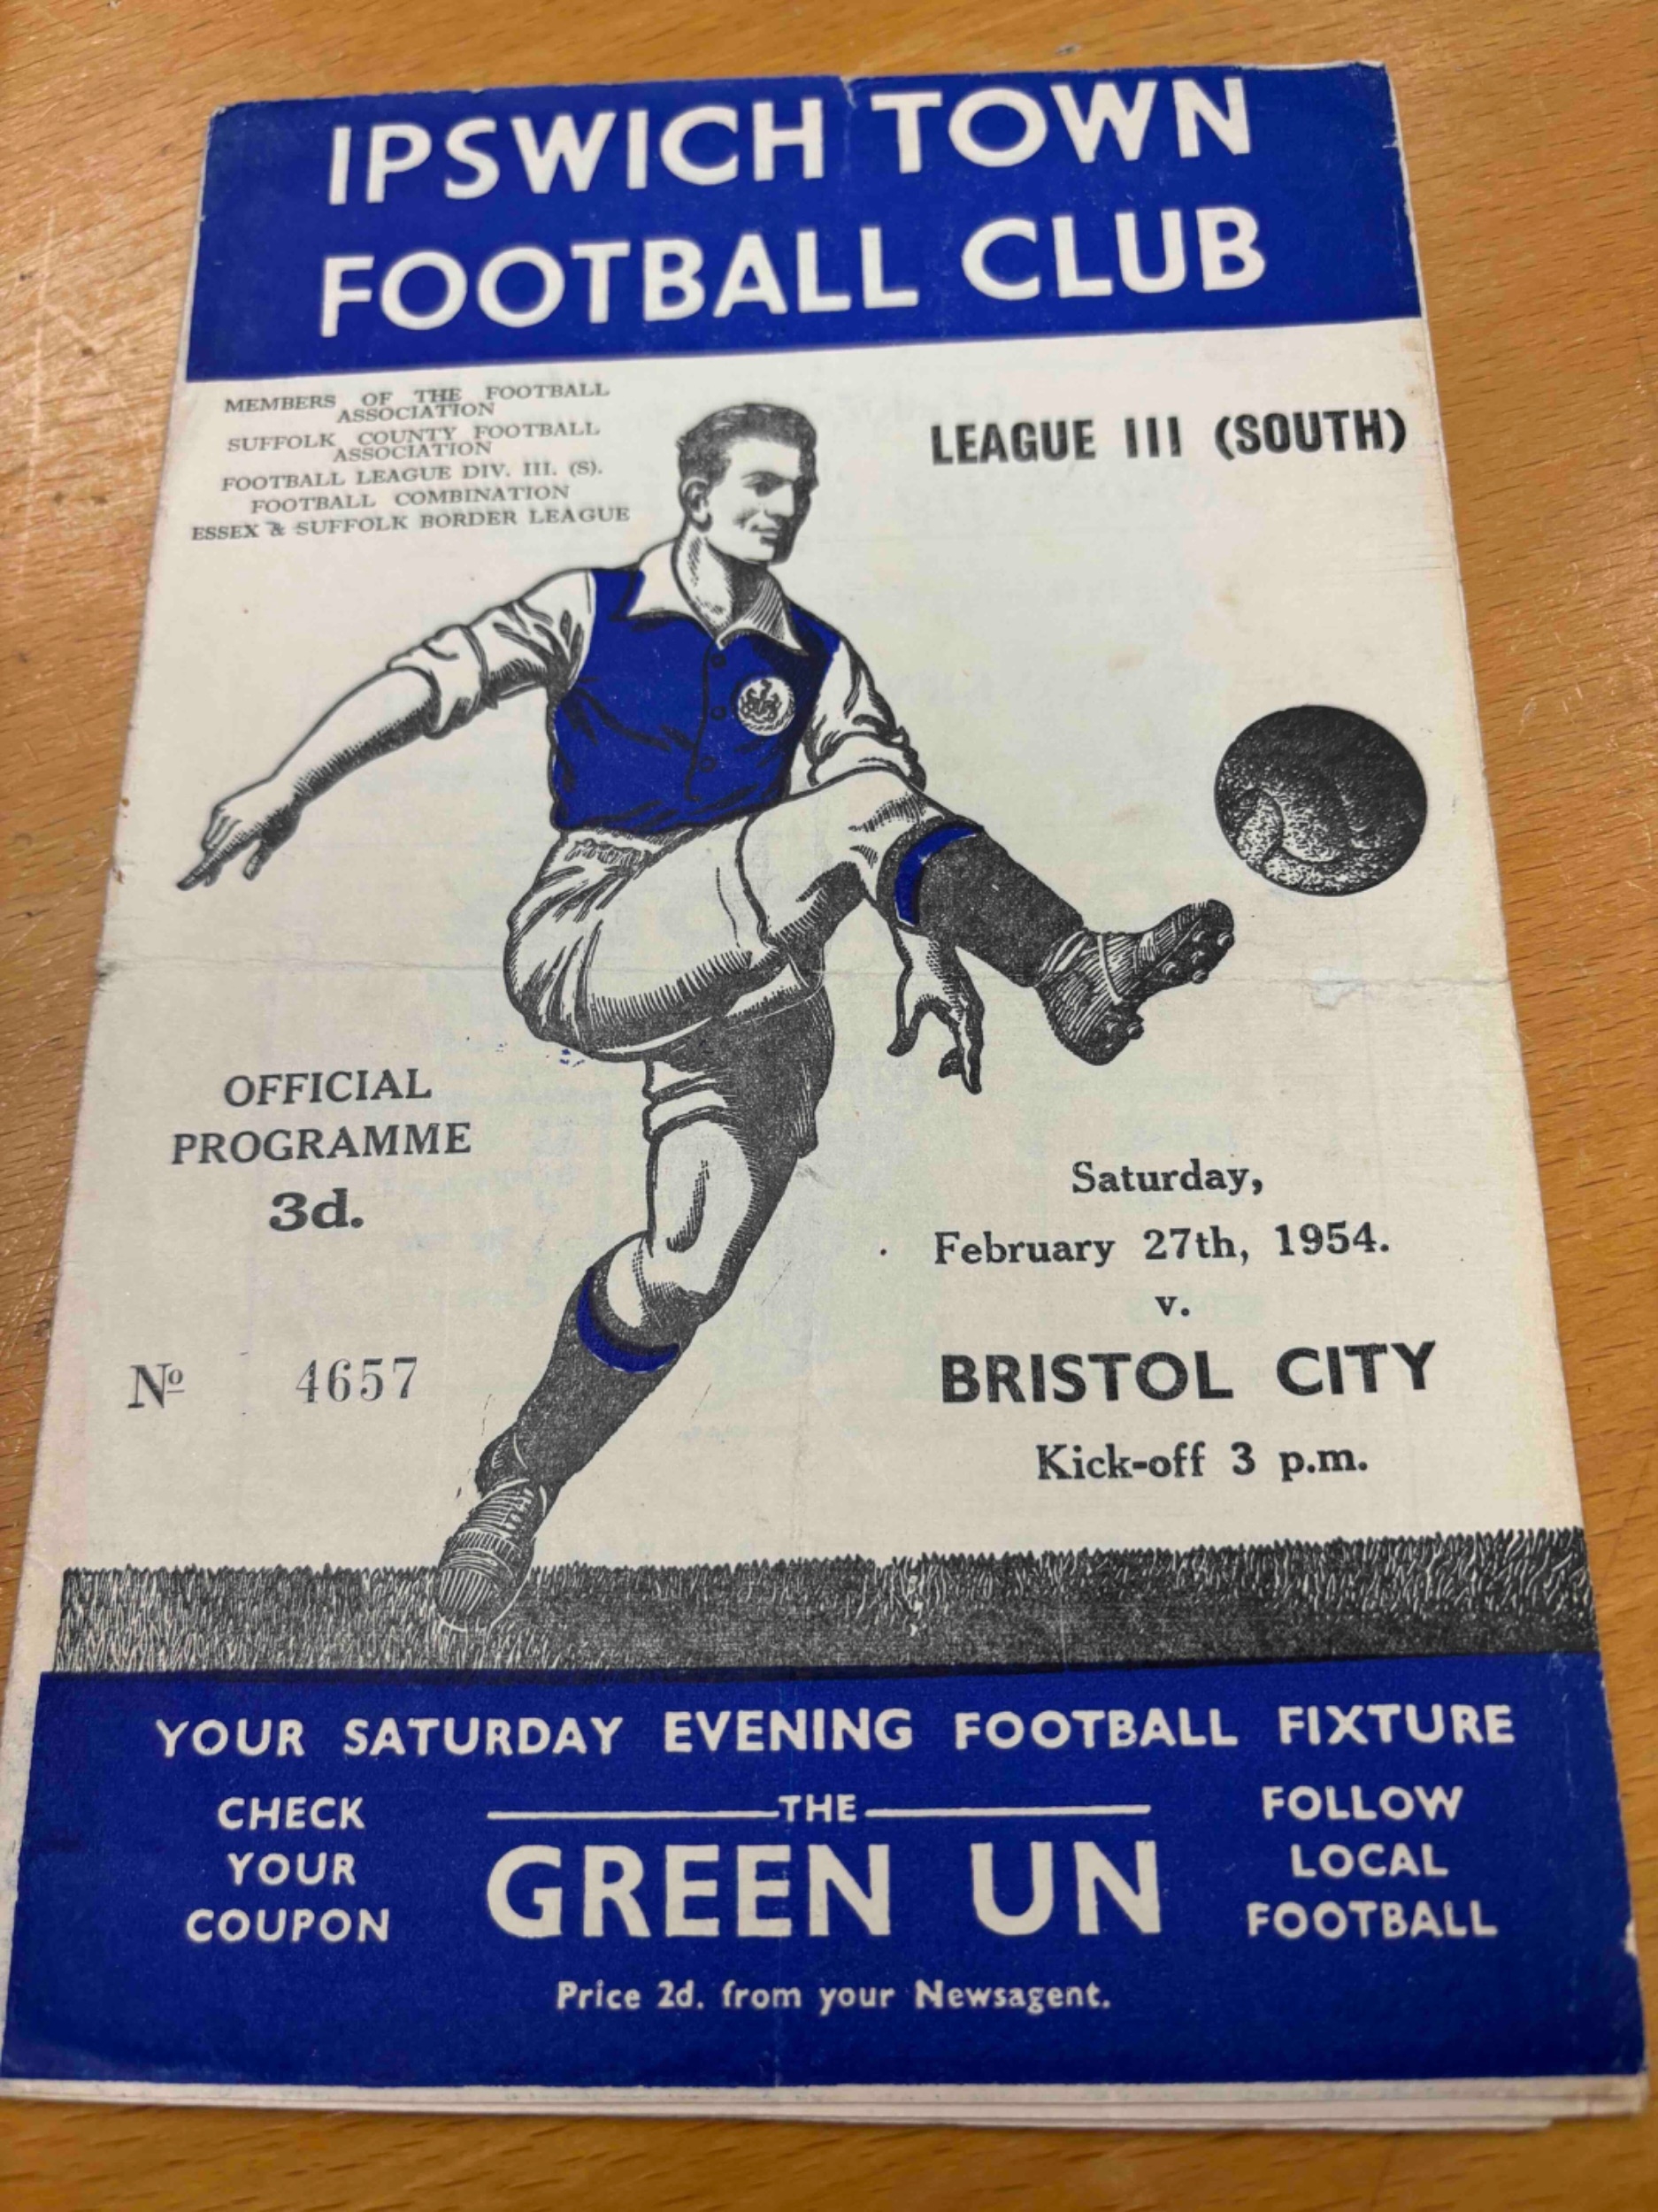 IPSWICH TOWN
FOOTBALL CLUB
MEMBERS OF THE FOOTBALL
ASSOCIATION
SUFFOLK COUNTY FOOTBALL
ASSOCIATION
FOOTBALL LEAGUE DIV. III. (S).
FOOTBALL COMBINATION
ESSEX & SUFFOLK BORDER LEAGUE
LEAGUE III (SOUTH)
OFFICIAL
PROGRAMME
3d.
Nº 4657
Saturday,
February 27th, 1954.
v.
BRISTOL CITY
Kick-off 3 p.m.
YOUR SATURDAY EVENING FOOTBALL FIXTURE
CHECK
YOUR
COUPON
THE
GREEN UN
FOLLOW
LOCAL
FOOTBALL
Price 2d. from your Newsagent.